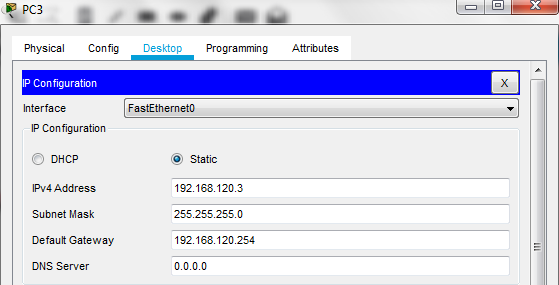 PC3
Physical Config Desktop Programming Attributes
IP Configuration X
Interface FastEthernet0
IP Configuration
DHCP Static
IPv4 Address 192.168.120.3
Subnet Mask 255.255.255.0
Default Gateway 192.168.120.254
DNS Server 0.0.0.0